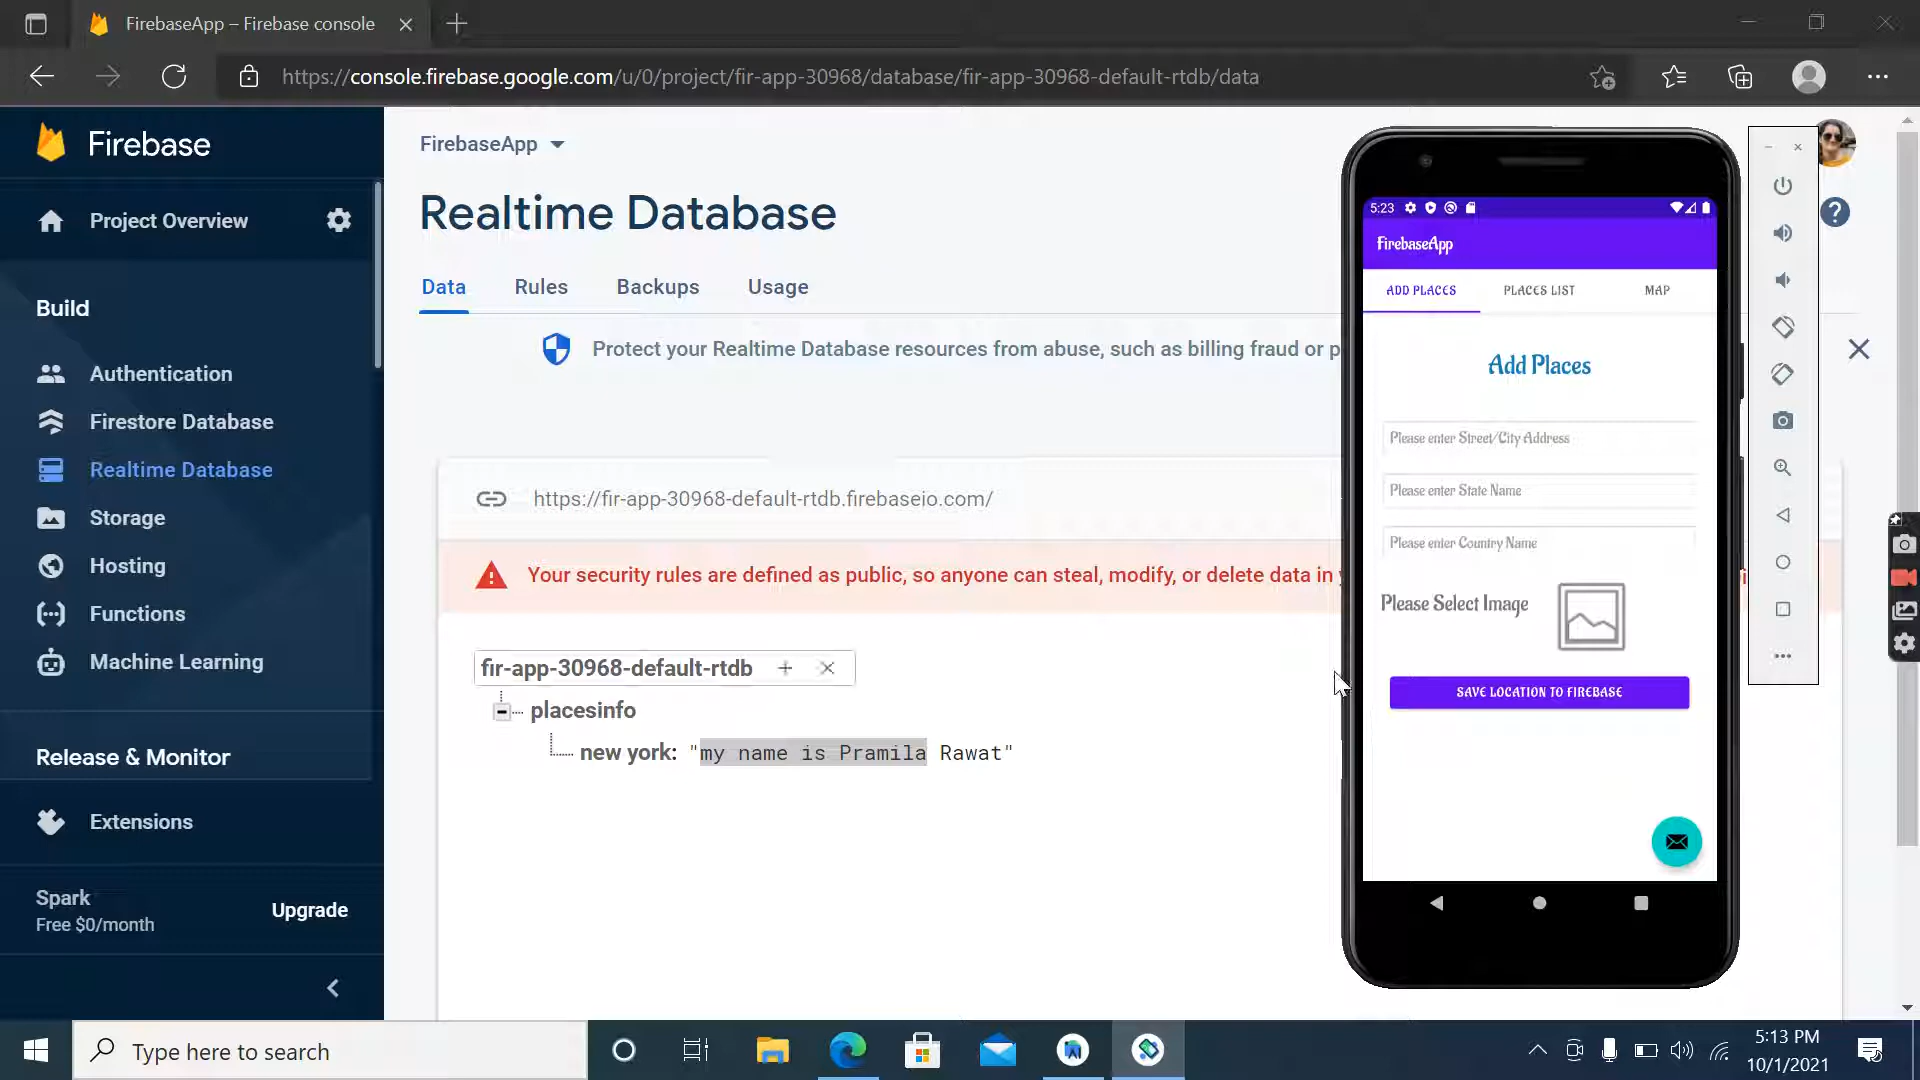 FirebaseApp – Firebase console
https://console.firebase.google.com/u/0/project/fir-app-30968/database/fir-app-30968-default-rtdb/data
Firebase
Project Overview
Build
Authentication
Firestore Database
Realtime Database
Storage
Hosting
Functions
Machine Learning
Release & Monitor
Extensions
Spark
Free $0/month
Upgrade
FirebaseApp
Realtime Database
Data Rules Backups Usage
Protect your Realtime Database resources from abuse, such as billing fraud or p
https://fir-app-30968-default-rtdb.firebaseio.com/
Your security rules are defined as public, so anyone can steal, modify, or delete data in
fir-app-30968-default-rtdb
placesinfo
new york: "my name is Pramila Rawat"
5:23
FirebaseApp
ADD PLACES PLACES LIST MAP
Add Places
Please enter Street/City Address
Please enter State Name
Please enter Country Name
Please Select Image
SAVE LOCATION TO FIREBASE
Type here to search
5:13 PM
10/1/2021